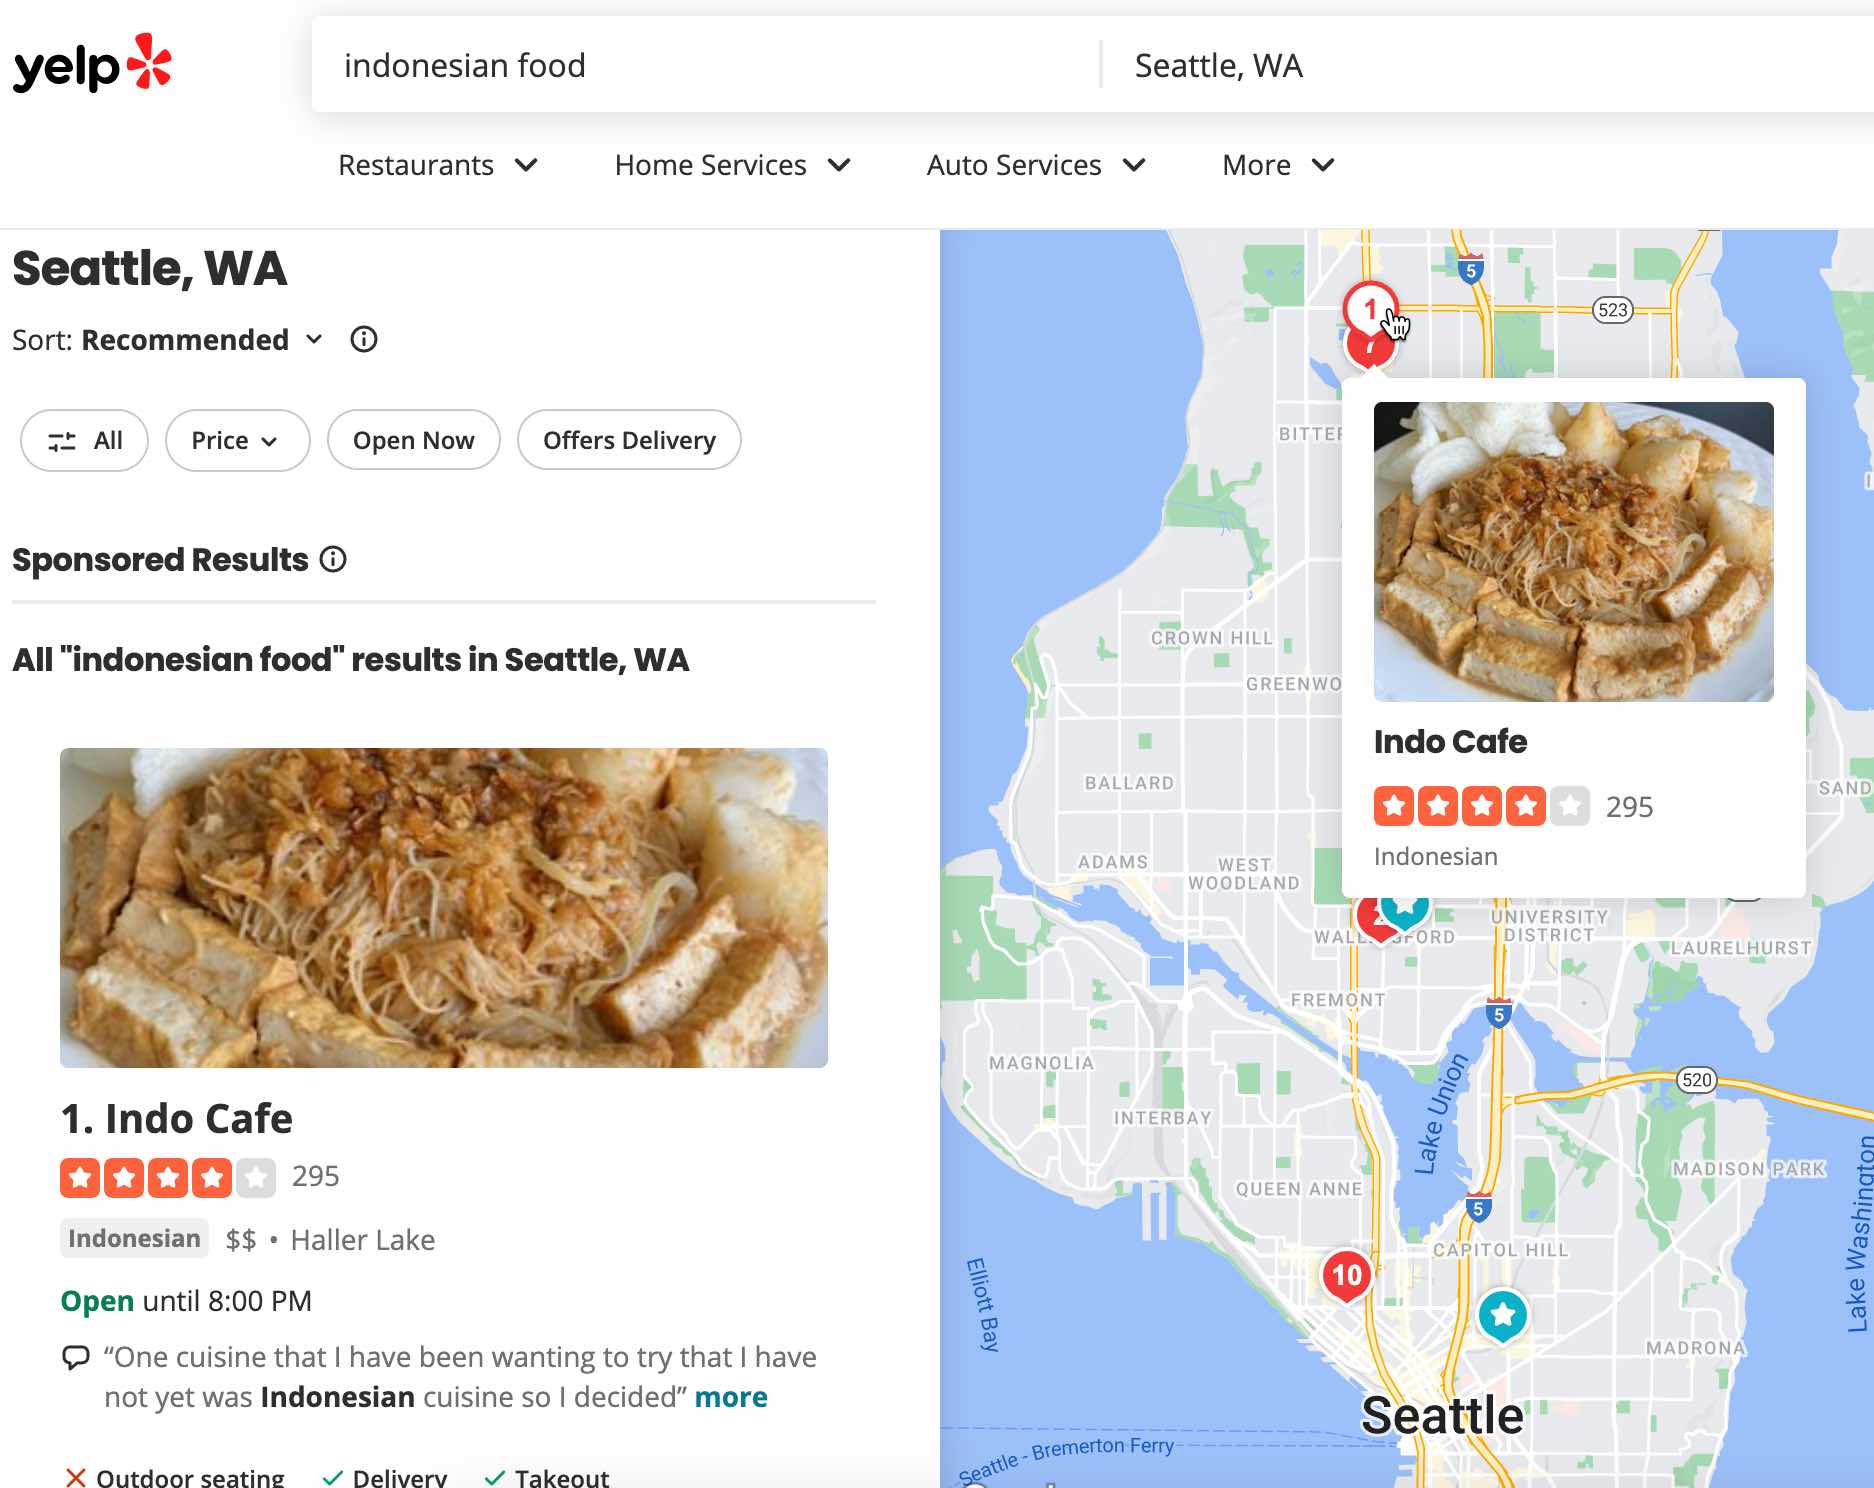 yelp
indonesian food
Seattle, WA
Restaurants
Home Services
Auto Services
More
Seattle, WA
Sort: Recommended
All
Price
Open Now
Offers Delivery
Sponsored Results
All "indonesian food" results in Seattle, WA
1. Indo Cafe
295
Indonesian
$$ • Haller Lake
Open until 8:00 PM
“One cuisine that I have been wanting to try that I have
not yet was Indonesian cuisine so I decided” more
Outdoor seating
Delivery
Takeout
5
1
523
7
BITTER
CROWN HILL
GREENWO
Indo Cafe
295
Indonesian
BALLARD
SAND
ADAMS
WEST
WOODLAND
2
UNIVERSITY
DISTRICT
LAURELHURST
FREMONT
5
MAGNOLIA
520
Lake Union
INTERBAY
MADISON PARK
QUEEN ANNE
5
CAPITOL HILL
Lake Washington
10
Elliott Bay
MADRONA
Seattle
Seattle - Bremerton Ferry